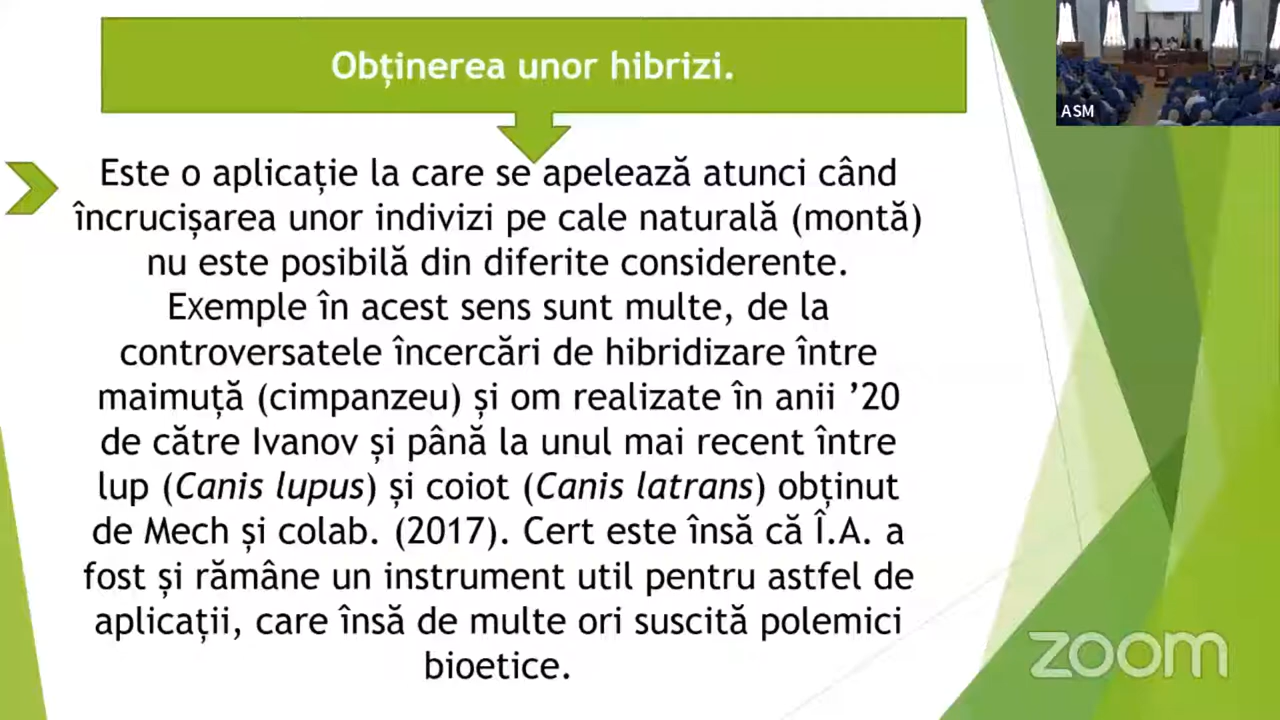 Obținerea unor hibrizi.
ASM
Este o aplicație la care se apelează atunci când
încrucișarea unor indivizi pe cale naturală (montă)
nu este posibilă din diferite considerente.
Exemple în acest sens sunt multe, de la
controversatele încercări de hibridizare între
maimuță (cimpanzeu) și om realizate în anii ’20
de către Ivanov și până la unul mai recent între
lup (Canis lupus) și coiot (Canis latrans) obținut
de Mech și colab. (2017). Cert este însă că Î.A. a
fost și rămâne un instrument util pentru astfel de
aplicații, care însă de multe ori suscită polemici
bioetice.
zoom